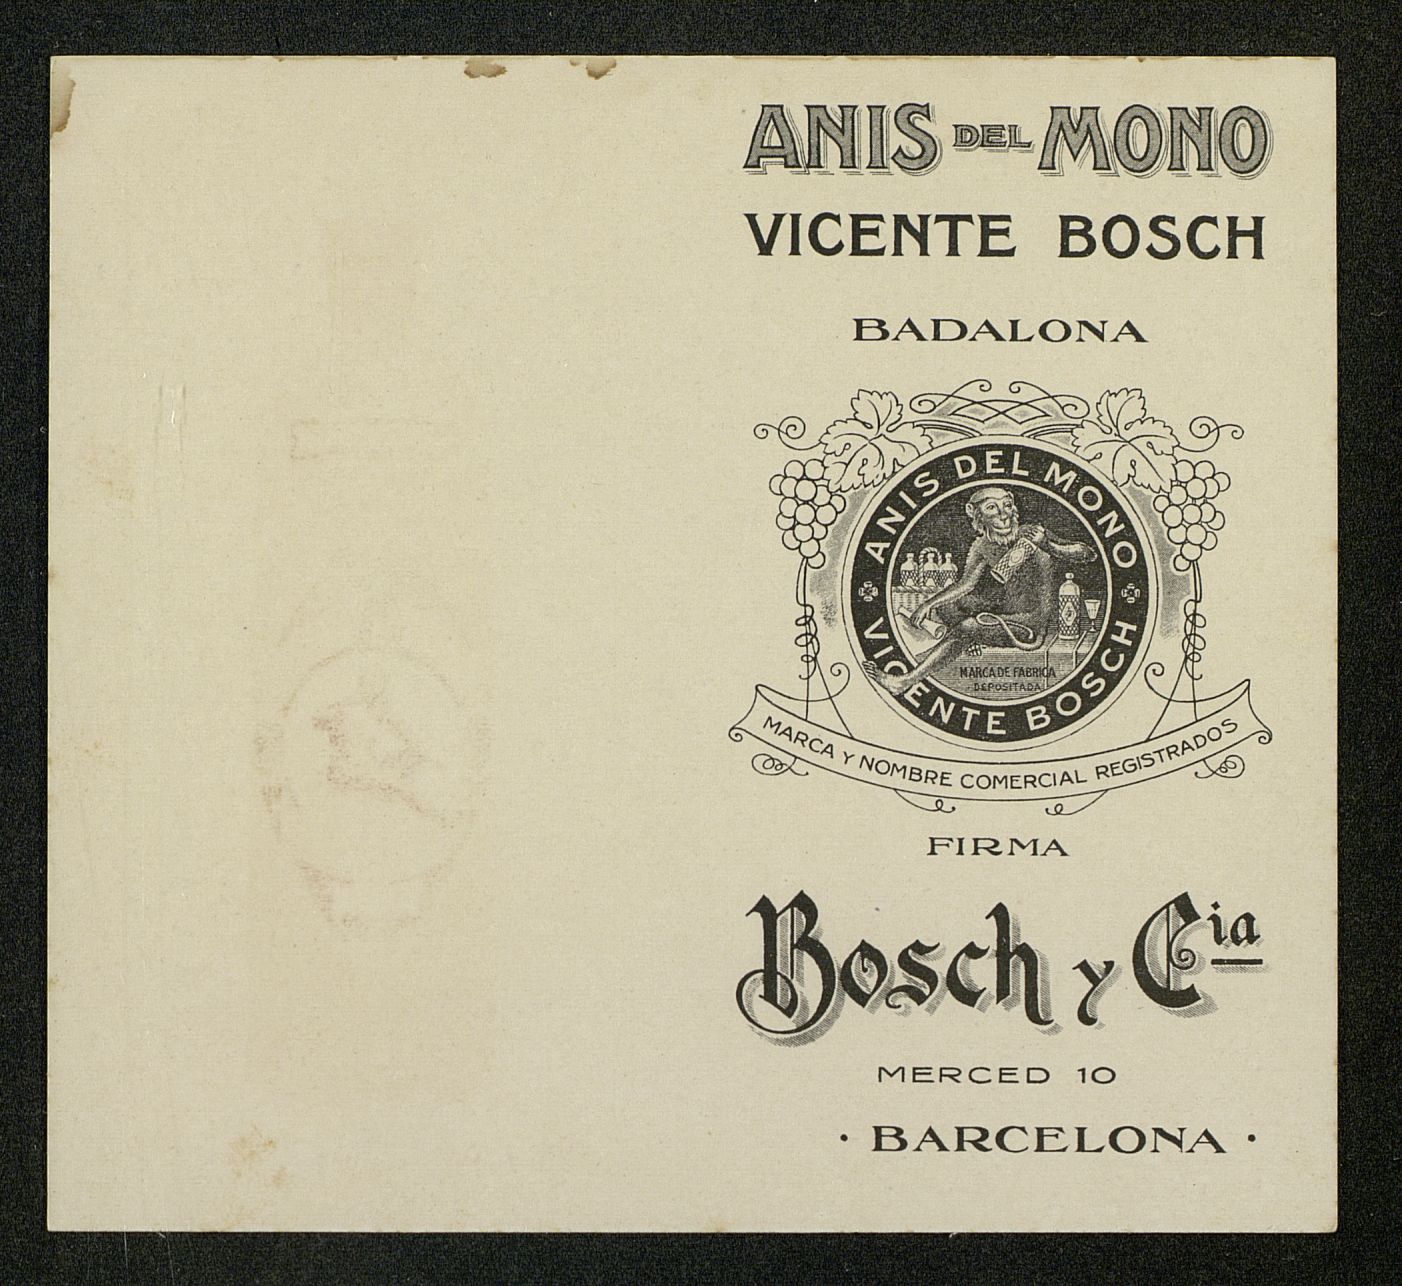 ANIS DEL MONO
VICENTE BOSCH
BADALONA
ANIS DEL MONO
MARCA DE FABRICA
DEPOSITADA
VICENTE BOSCH
MARCA Y NOMBRE COMERCIAL REGISTRADOS
FIRMA
Bosch y Cia
MERCED 10
· BARCELONA ·